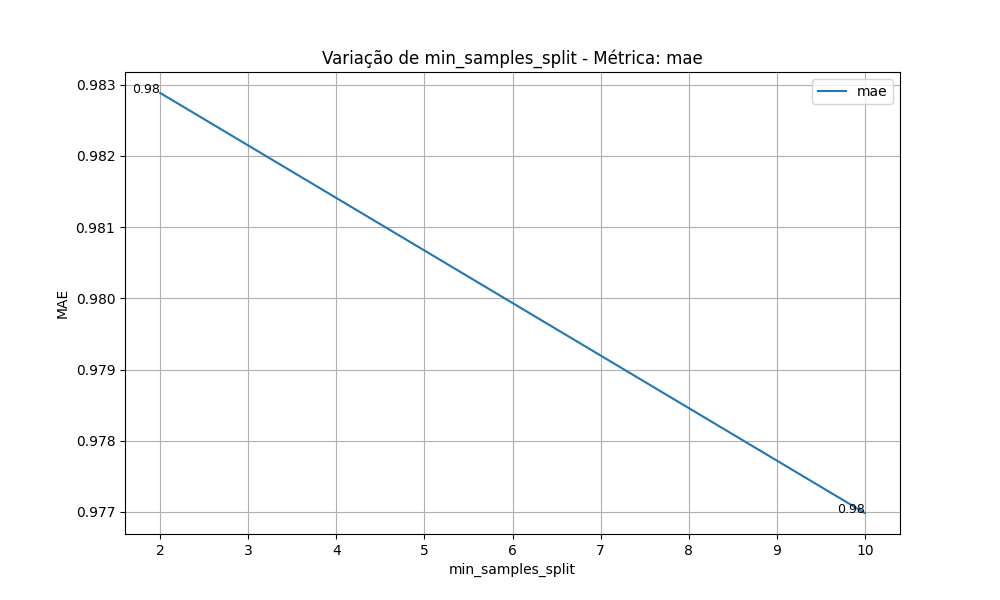 Variação de min_samples_split - Métrica: mae
mae
0.98
0.98
MAE
0.983
0.982
0.981
0.980
0.979
0.978
0.977
2 3 4 5 6 7 8 9 10
min_samples_split